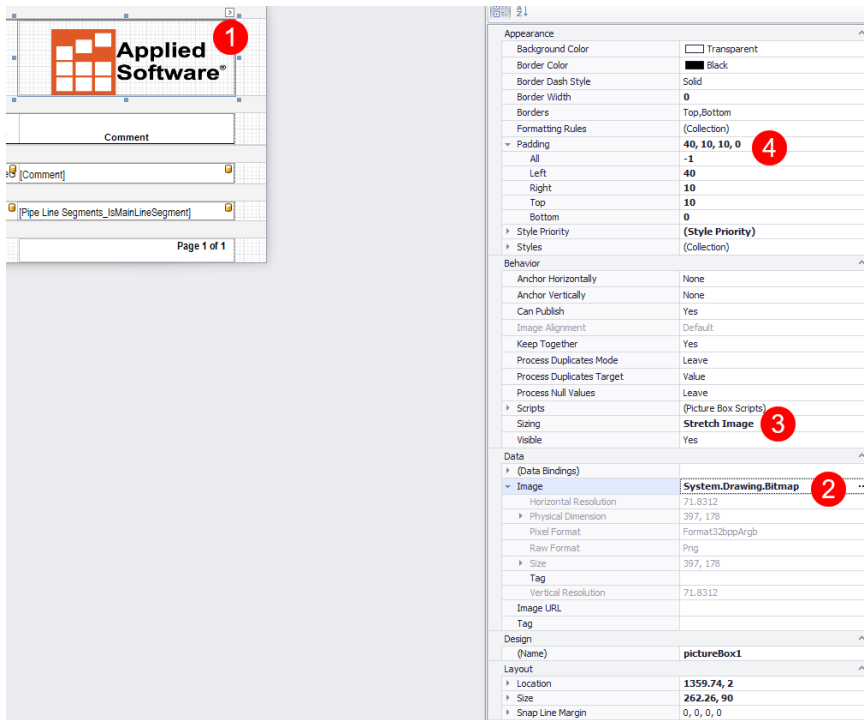 1
Applied
Software®
Comment
[Comment]
[Pipe Line Segments_IsMainLineSegment]
Page 1 of 1
Appearance
Background Color Transparent
Border Color Black
Border Dash Style Solid
Border Width 0
Borders Top,Bottom
Formatting Rules (Collection)
Padding 40, 10, 10, 0 4
All -1
Left 40
Right 10
Top 10
Bottom 0
Style Priority (Style Priority)
Styles (Collection)
Behavior
Anchor Horizontally None
Anchor Vertically None
Can Publish Yes
Image Alignment Default
Keep Together Yes
Process Duplicates Mode Leave
Process Duplicates Target Value
Process Null Values Leave
Scripts (Picture Box Scripts)
Sizing Stretch Image 3
Visible Yes
Data
(Data Bindings)
Image System.Drawing.Bitmap 2 ...
Horizontal Resolution 71.8312
Physical Dimension 397, 178
Pixel Format Format32bppArgb
Raw Format Png
Size 397, 178
Tag
Vertical Resolution 71.8312
Image URL
Tag
Design
(Name) pictureBox1
Layout
Location 1359.74, 2
Size 262.26, 90
Snap Line Margin 0, 0, 0, 0